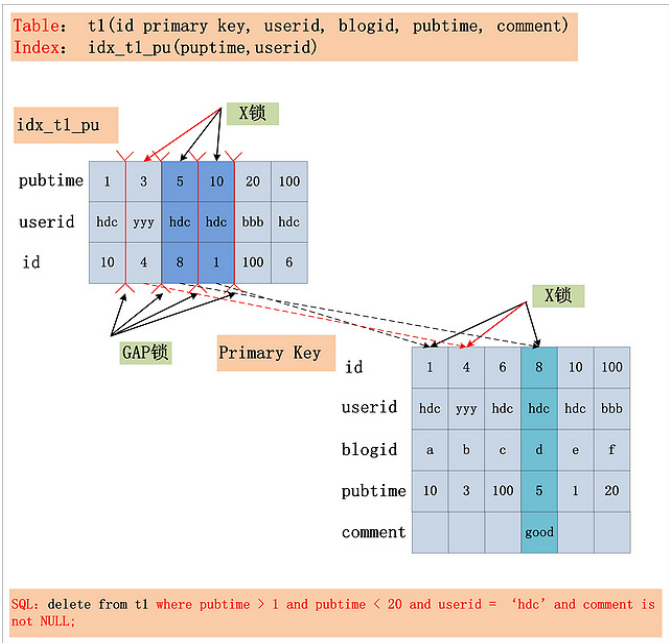 Table: t1(id primary key, userid, blogid, pubtime, comment)
Index: idx_t1_pu(puptime,userid)
X锁
idx_t1_pu
pubtime 1 3 5 10 20 100
userid hdc yyy hdc hdc bbb hdc
id 10 4 8 1 100 6
X锁
GAP锁
Primary Key
id 1 4 6 8 10 100
userid hdc yyy hdc hdc hdc bbb
blogid a b c d e f
pubtime 10 3 100 5 1 20
comment good
SQL: delete from t1 where pubtime > 1 and pubtime < 20 and userid = ‘hdc’and comment is
not NULL;